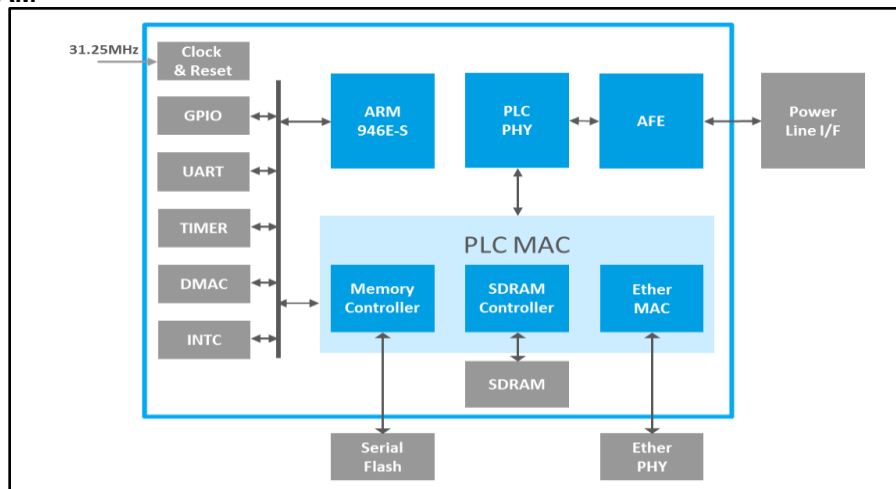 31.25MHz
Clock
& Reset
GPIO
UART
TIMER
DMAC
INTC
ARM
946E-S
PLC
PHY
AFE
Power
Line I/F
PLC MAC
Memory
Controller
SDRAM
Controller
Ether
MAC
SDRAM
Serial
Flash
Ether
PHY